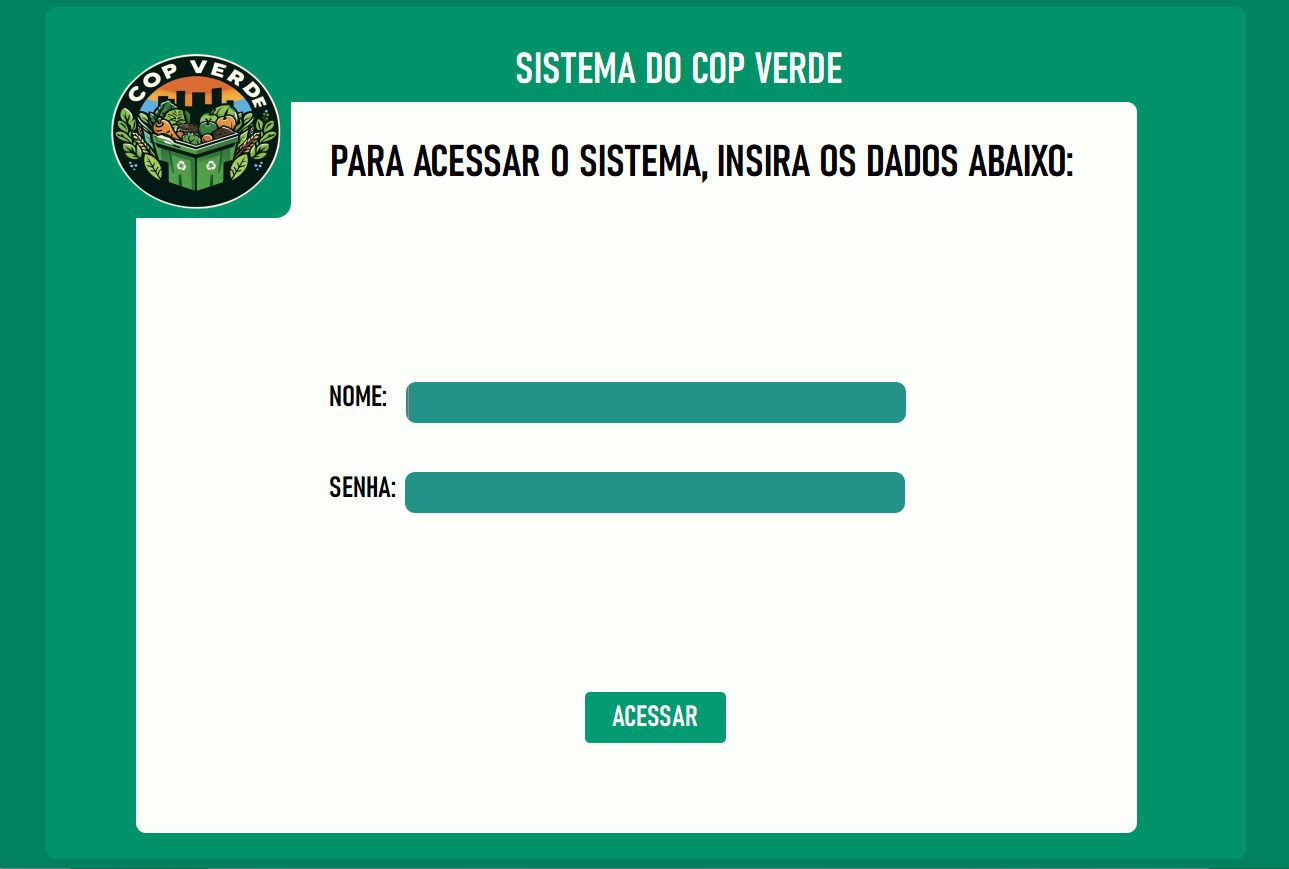 SISTEMA DO COP VERDE
COP VERDE
PARA ACESSAR O SISTEMA, INSIRA OS DADOS ABAIXO:
NOME:
SENHA:
ACESSAR